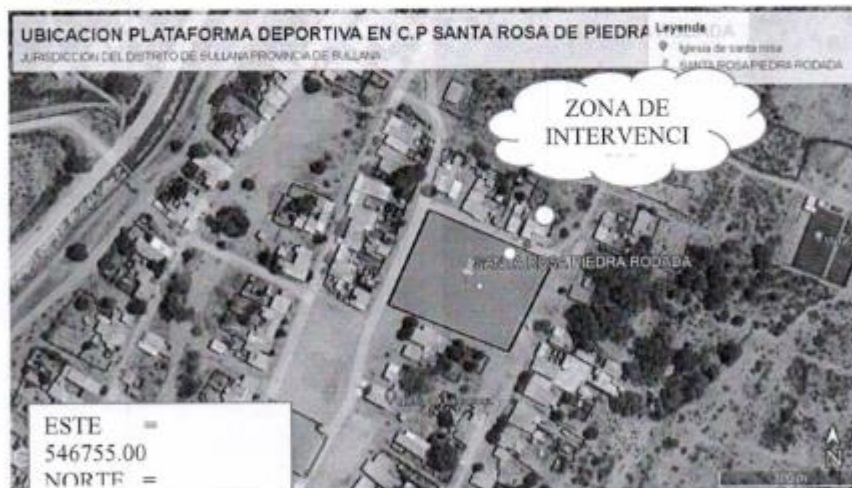 UBICACION PLATAFORMA DEPORTIVA EN C.P SANTA ROSA DE PIEDRA
JURISDICCIÓN DEL DISTRITO DE SULLANA PROVINCIA DE SULLANA
Leyenda
Iglesia de santa rosa
SANTA ROSA PIEDRA RODADA
ZONA DE
INTERVENCI
SANTA ROSA PIEDRA RODADA
ESTE =
546755.00
NORTE =
N